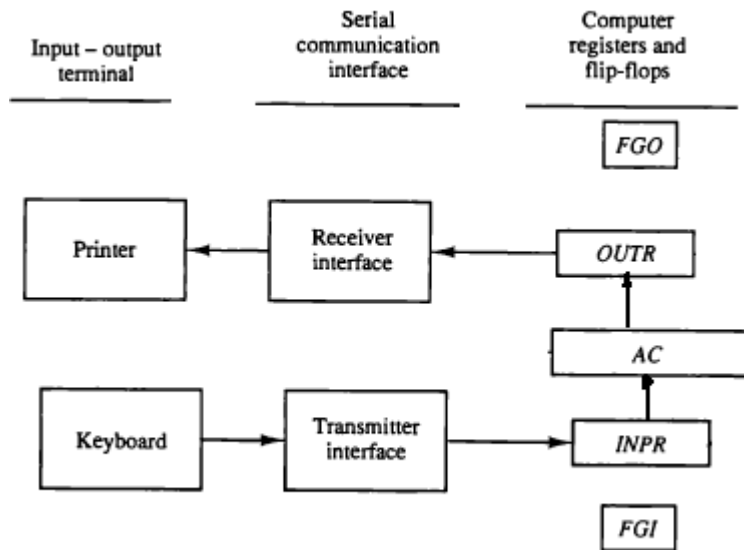 Input – output
terminal
Serial
communication
interface
Computer
registers and
flip-flops
FGO
Printer
Receiver
interface
OUTR
AC
Keyboard
Transmitter
interface
INPR
FGI